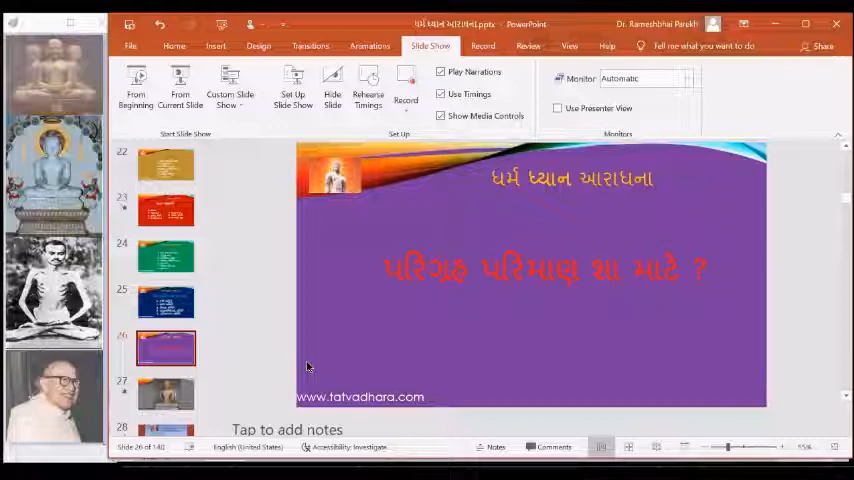 ધર્મ ધ્યાન આરાધના.pptx - PowerPoint
Dr. Rameshbhai Parekh
File Home Insert Design Transitions Animations Slide Show Record Review View Help Tell me what you want to do Share
From Beginning
From Current Slide
Custom Slide Show
Set Up Slide Show
Hide Slide
Rehearse Timings
Record
Play Narrations
Use Timings
Show Media Controls
Monitor Automatic
Use Presenter View
Start Slide Show
Set Up
Monitors
22
23
24
25
26
27
28
ધર્મ ધ્યાન આરાધના
પરિગ્રહ પરિમાણ શા માટે ?
www.tatvadhara.com
Tap to add notes
Slide 26 of 140 English (United States) Accessibility: Investigate Notes Comments 55%